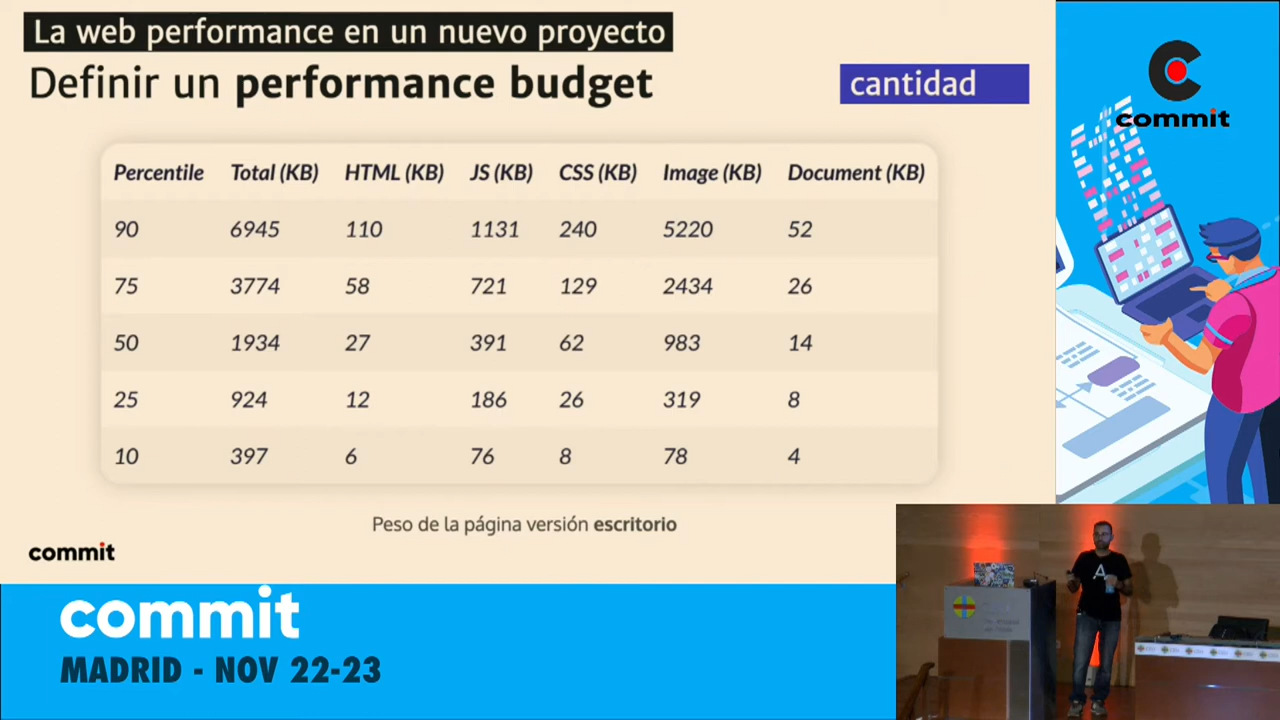 La web performance en un nuevo proyecto
Definir un performance budget
cantidad
Percentile Total (KB) HTML (KB) JS (KB) CSS (KB) Image (KB) Document (KB)
90 6945 110 1131 240 5220 52
75 3774 58 721 129 2434 26
50 1934 27 391 62 983 14
25 924 12 186 26 319 8
10 397 6 76 8 78 4
Peso de la página versión escritorio
commit
commit
commit
MADRID - NOV 22-23
A